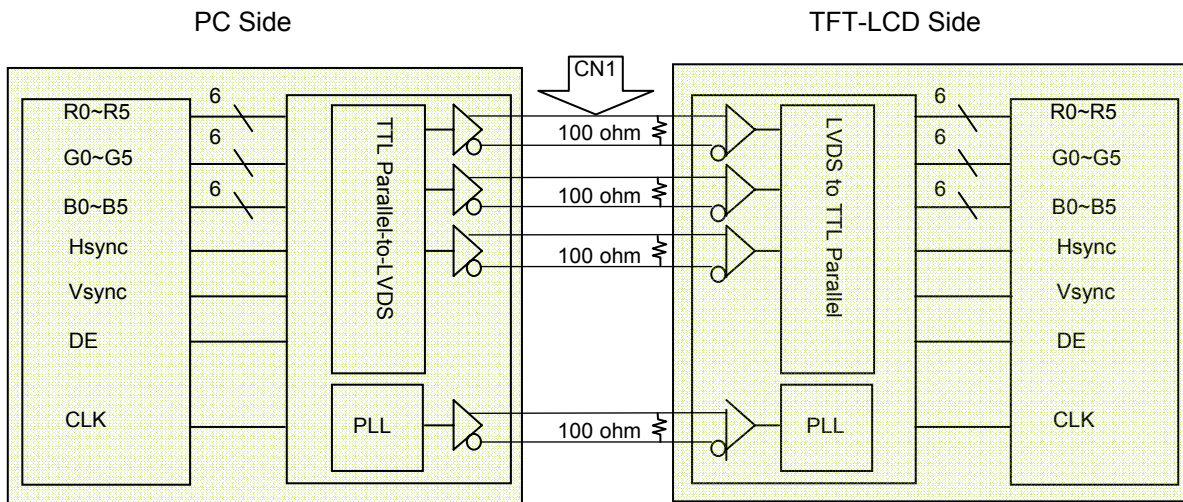 PC Side
TFT-LCD Side
CN1
R0~R5
6
G0~G5
6
B0~B5
6
Hsync
Vsync
DE
CLK
TTL Parallel-to-LVDS
PLL
100 ohm
100 ohm
100 ohm
100 ohm
LVDS to TTL Parallel
PLL
6
R0~R5
6
G0~G5
6
B0~B5
Hsync
Vsync
DE
CLK